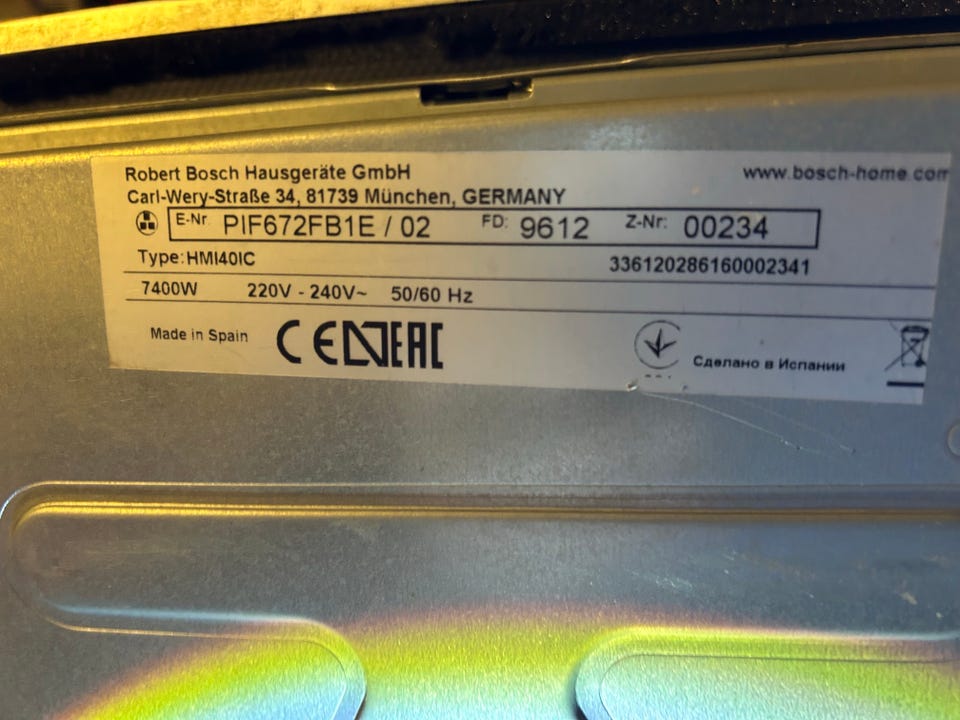 Robert Bosch Hausgeräte GmbH
www.bosch-home.com
Carl-Wery-Straße 34, 81739 München, GERMANY
E-Nr. PIF672FB1E / 02 FD: 9612 Z-Nr: 00234
Type: HMI40IC
336120286160002341
7400W 220V - 240V~ 50/60 Hz
Made in Spain CE EAC
Сделано в Испании